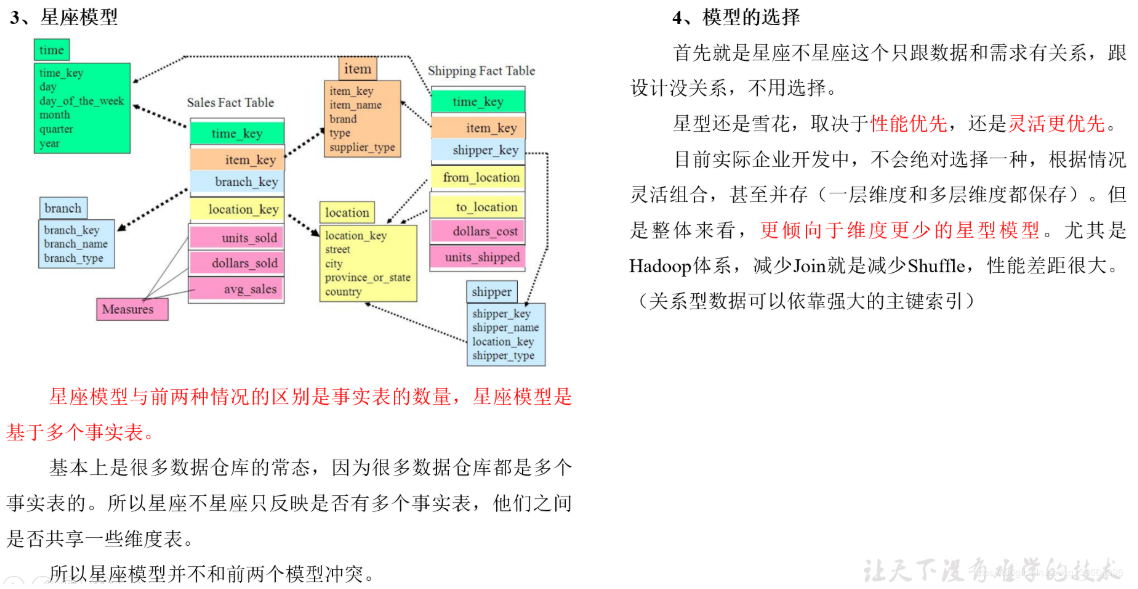 3、星座模型
time
time_key
day
day_of_the_week
month
quarter
year
Sales Fact Table
time_key
item_key
branch_key
location_key
units_sold
dollars_sold
avg_sales
Measures
branch
branch_key
branch_name
branch_type
item
item_key
item_name
brand
type
supplier_type
location
location_key
street
city
province_or_state
country
Shipping Fact Table
time_key
item_key
shipper_key
from_location
to_location
dollars_cost
units_shipped
shipper
shipper_key
shipper_name
location_key
shipper_type
星座模型与前两种情况的区别是事实表的数量，星座模型是
基于多个事实表。
基本上是很多数据仓库的常态，因为很多数据仓库都是多个
事实表的。所以星座不星座只反映是否有多个事实表，他们之间
是否共享一些维度表。
所以星座模型并不和前两个模型冲突。
4、模型的选择
首先就是星座不星座这个只跟数据和需求有关系，跟
设计没关系，不用选择。
星型还是雪花，取决于性能优先，还是灵活更优先。
目前实际企业开发中，不会绝对选择一种，根据情况
灵活组合，甚至并存（一层维度和多层维度都保存）。但
是整体来看，更倾向于维度更少的星型模型。尤其是
Hadoop体系，减少Join就是减少Shuffle，性能差距很大。
（关系型数据可以依靠强大的主键索引）
让天下没有难学的技术